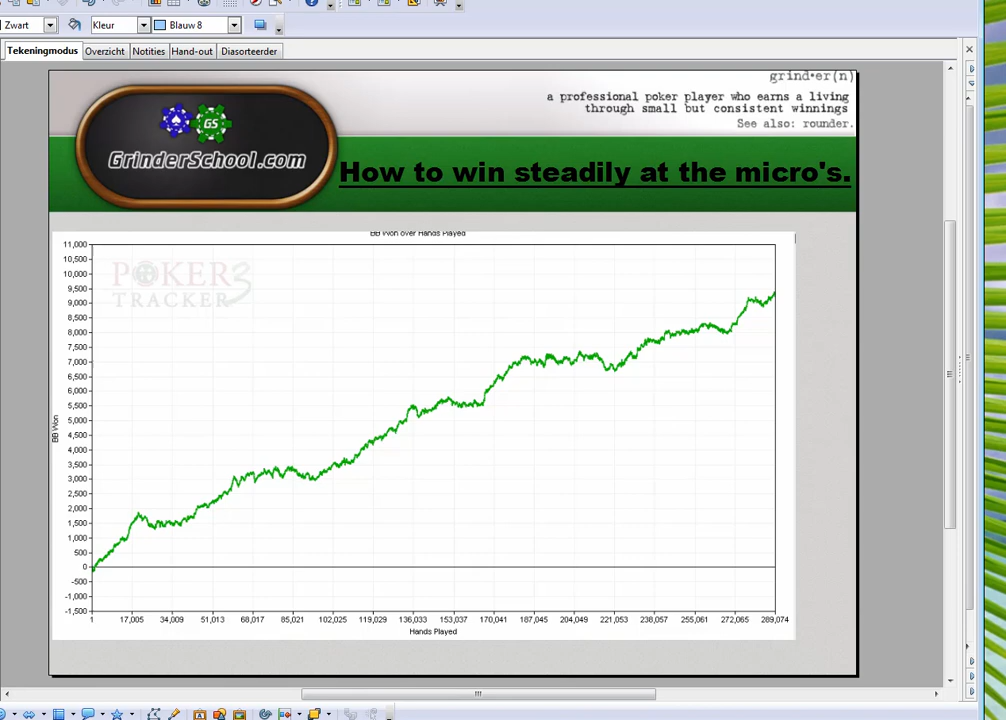 Zwart
Kleur
Blauw 8
Tekeningmodus
Overzicht
Notities
Hand-out
Diasorteerder
grind•er(n)
a professional poker player who earns a living
through small but consistent winnings
See also: rounder.
GS
GrinderSchool.com
How to win steadily at the micro's.
BB Won over Hands Played
POKER
TRACKER 3
11,000
10,500
10,000
9,500
9,000
8,500
8,000
7,500
7,000
6,500
6,000
5,500
5,000
4,500
4,000
3,500
3,000
2,500
2,000
1,500
1,000
500
0
-500
-1,000
-1,500
BB Won
1
17,005
34,009
51,013
68,017
85,021
102,025
119,029
136,033
153,037
170,041
187,045
204,049
221,053
238,057
255,061
272,065
289,074
Hands Played